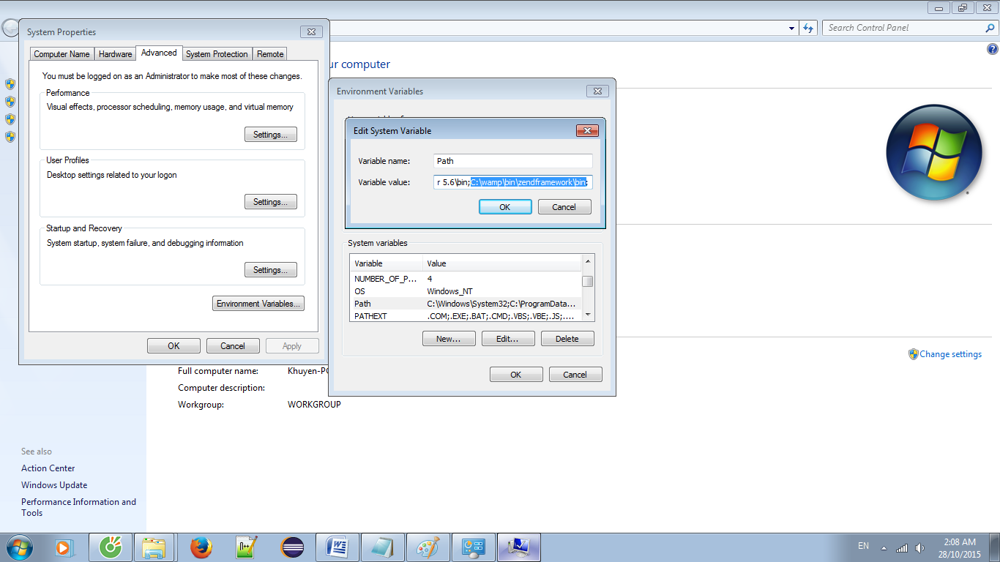 System Properties
Search Control Panel
Computer Name Hardware Advanced System Protection Remote
ur computer
You must be logged on as an Administrator to make most of these changes.
Performance
Visual effects, processor scheduling, memory usage, and virtual memory
Settings...
User Profiles
Desktop settings related to your logon
Settings...
Startup and Recovery
System startup, system failure, and debugging information
Settings...
Environment Variables...
OK Cancel Apply
Environment Variables
Edit System Variable
Variable name: Path
Variable value: r 5.6\bin;C:\wamp\bin\zendframework\bin;
OK Cancel
System variables
Variable Value
NUMBER_OF_P... 4
OS Windows_NT
Path C:\Windows\System32;C:\ProgramData...
PATHEXT .COM;.EXE;.BAT;.CMD;.VBS;.VBE;.JS;....
New... Edit... Delete
OK Cancel
Change settings
Full computer name: Khuyen-PC
Computer description:
Workgroup: WORKGROUP
See also
Action Center
Windows Update
Performance Information and
Tools
EN
2:08 AM
28/10/2015